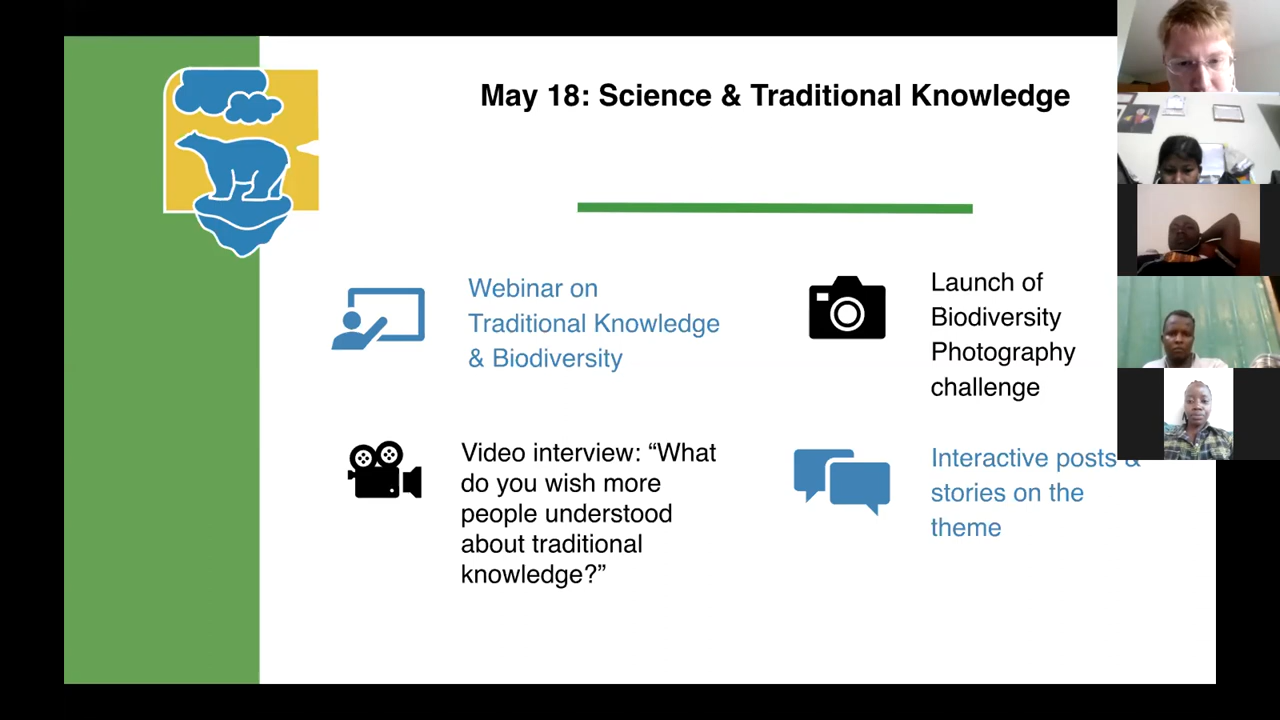 May 18: Science & Traditional Knowledge
Webinar on
Traditional Knowledge
& Biodiversity
Launch of
Biodiversity
Photography
challenge
Video interview: “What
do you wish more
people understood
about traditional
knowledge?”
Interactive posts &
stories on the
theme